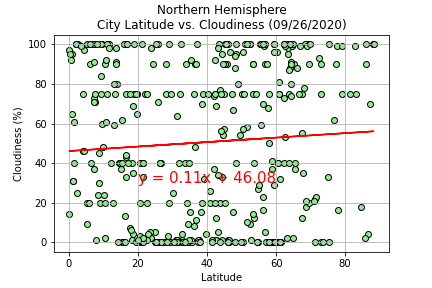 Northern Hemisphere
City Latitude vs. Cloudiness (09/26/2020)
100
80
60
40
20
0
Cloudiness (%)
y = 0.11x + 46.08
0 20 40 60 80
Latitude